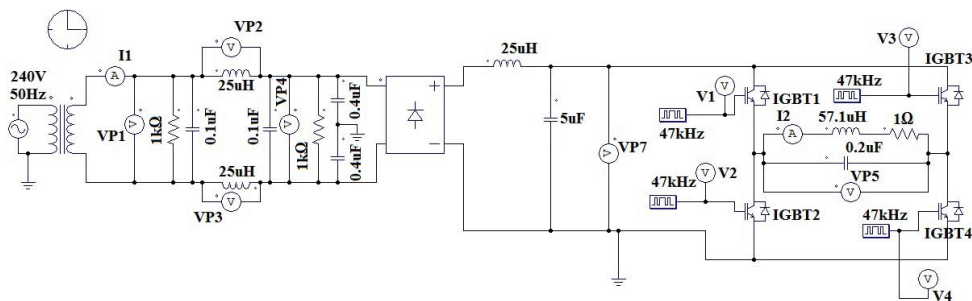 240V
50Hz
I1
A
VP1
V
1kΩ
0.1uF
VP2
V
25uH
0.1uF
VP4
V
1kΩ
0.4uF
0.4uF
25uH
V
VP3
25uH
5uF
V
VP7
V
V1
47kHz
IGBT1
V3
V
47kHz
IGBT3
I2
A
57.1uH
1Ω
0.2uF
VP5
V
V
V2
47kHz
IGBT2
47kHz
IGBT4
V
V4